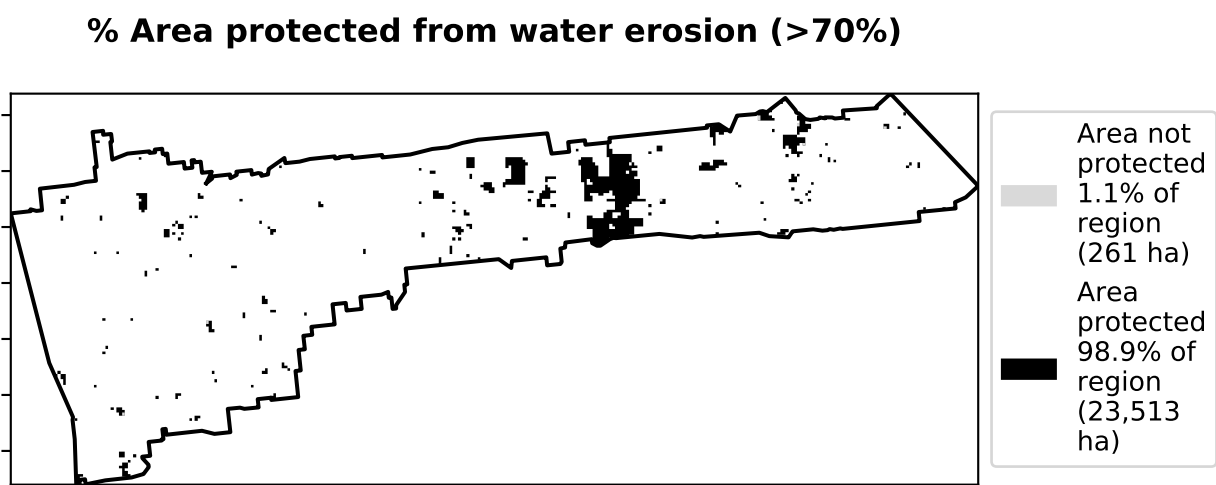 % Area protected from water erosion (>70%)
Area not
protected
1.1% of
region
(261 ha)
Area
protected
98.9% of
region
(23,513
ha)